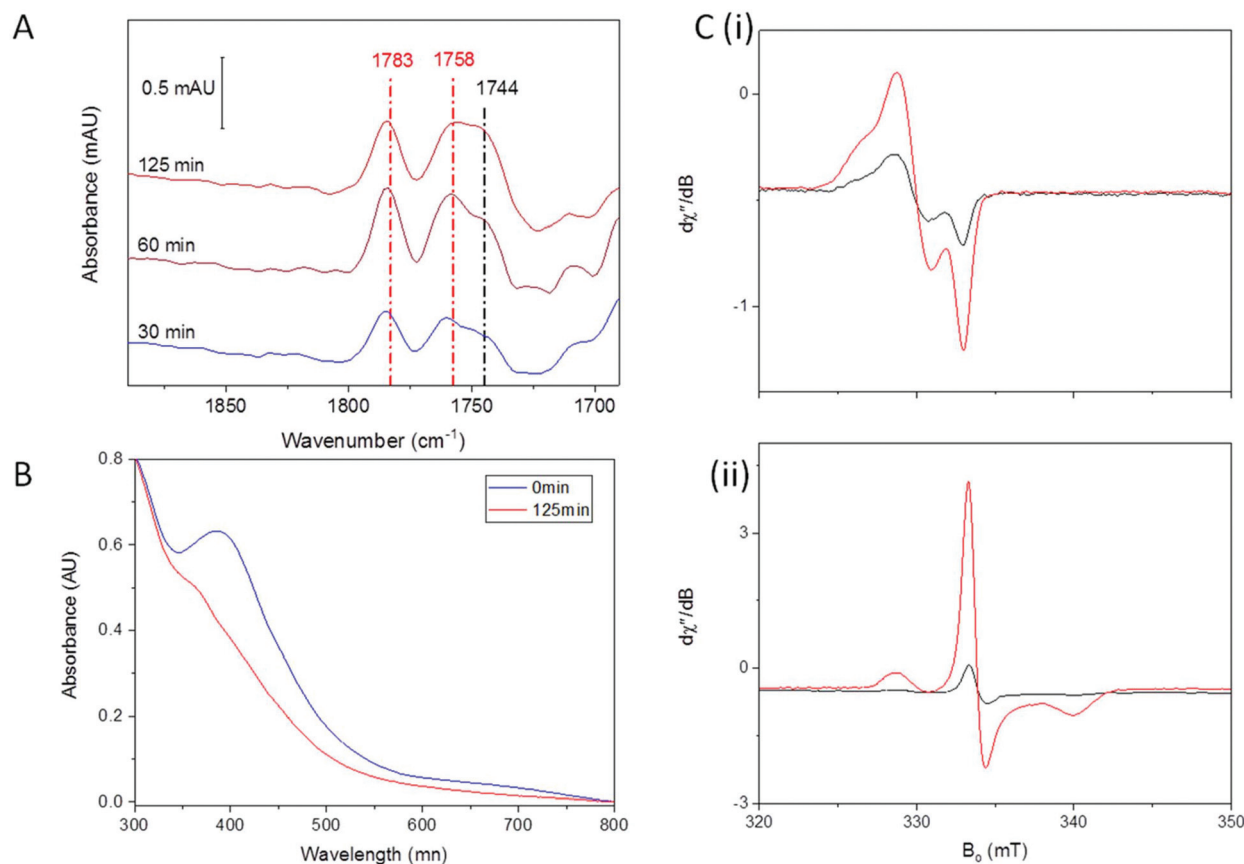 A
0.5 mAU
1783
1758
1744
125 min
60 min
30 min
Absorbance (mAU)
1850
1800
1750
1700
Wavenumber (cm⁻¹)
B
0.8
0.6
0.4
0.2
0.0
Absorbance (AU)
0min
125min
300
400
500
600
700
800
Wavelength (mn)
C (i)
0
-1
dχ″/dB
(ii)
3
0
-3
dχ″/dB
320
330
340
350
B₀ (mT)